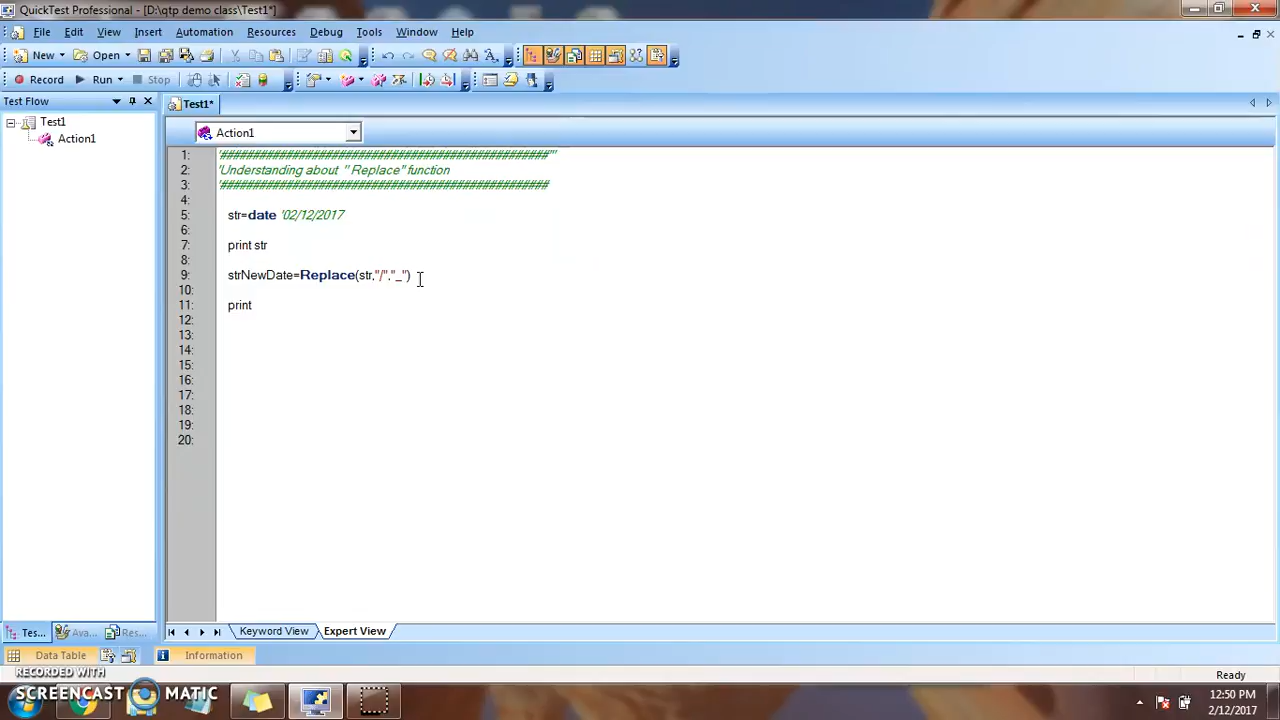 QuickTest Professional - [D:\qtp demo class\Test1*]
File Edit View Insert Automation Resources Debug Tools Window Help
New Open
Record Run Stop
Test Flow
Test1*
Test1
Action1
Action1
1: '################################################'''
2: 'Understanding about " Replace" function
3: '################################################
4:
5: str=date '02/12/2017
6:
7: print str
8:
9: strNewDate=Replace(str,"/","_")
10:
11: print
12:
13:
14:
15:
16:
17:
18:
19:
20:
Tes... Ava... Res...
Keyword View Expert View
Data Table Information
Ready
RECORDED WITH
SCREENCAST MATIC
12:50 PM
2/12/2017